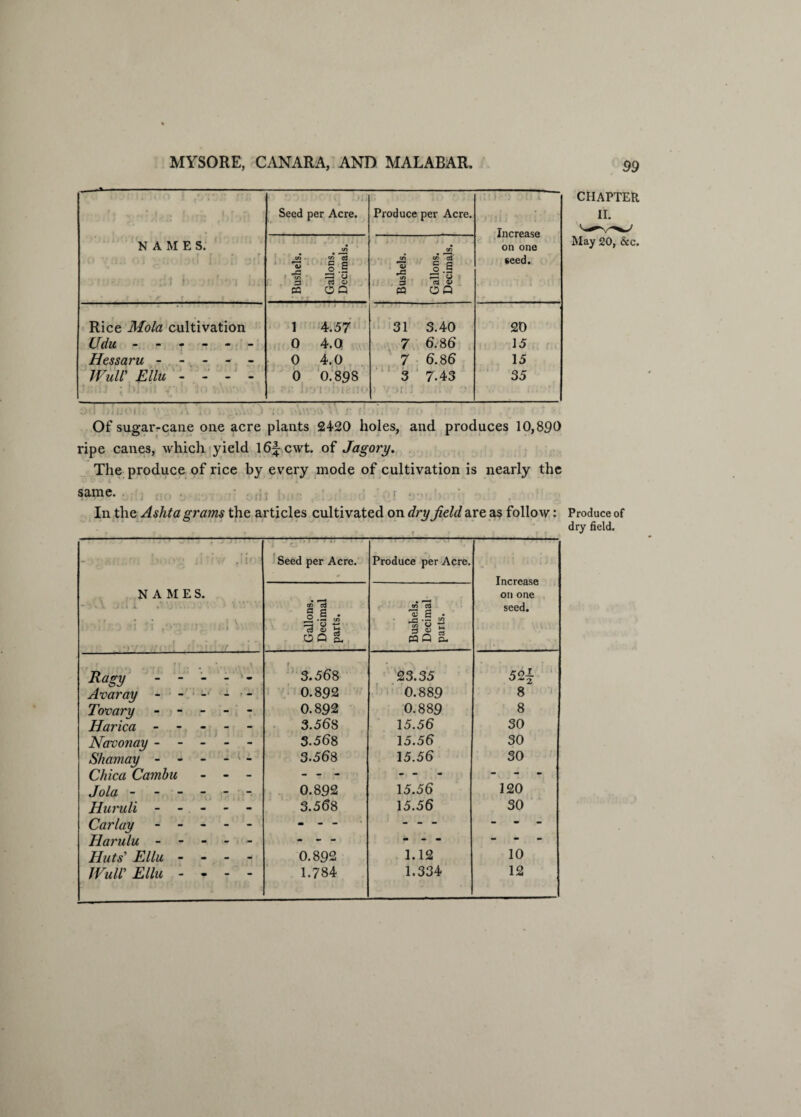 MYSORE, CANARA, AND MALABAR. 99
CHAPTER
II.
May 20, &c.
NAMES. Seed per Acre. Produce per Acre. Increase on one seed.
Bushels. Gallons. Decimals. Bushels. Gallons. Decimals.
Rice Mola cultivation 1 4.57 31 3.40 20
Udu - - - - - - 0 4.0 7 6.86 15
Hessaru - - - - - 0 4.0 7 6.86 15
Wull' Ellu - - - - 0 0.898 3 7.43 35
Of sugar-cane one acre plants 2420 holes, and produces 10,890
ripe canes, which yield 16¾ cwt. of Jagory.
The produce of rice by every mode of cultivation is nearly the
same.
In the Ashta grams the articles cultivated on dry field are as follow:
Produce of
dry field.
NAMES. Seed per Acre. Produce per Acre. Increase on one seed.
Gallons. Decimal parts. Bushels. Decimal parts.
Ragy - - - - - 3.568 23.35 52½
Avaray - - - - - 0.892 0.889 8
Tovary - - - - - 0.892 0.889 8
Harica - - - - - 3.568 15.56 30
Navonay - - - - - 3.568 15.56 30
Shamay - - - - - 3.568 15.56 30
Chica Cambu - - - - - - - - - - - -
Jola - - - - - - 0.892 15.56 120
Huruli - - - - - 3.568 15.56 30
Carlay - - - - - - - - - - - - - -
Harulu - - - - - - - - - - - - - -
Huts' Ellu - - - - 0.892 1.12 10
Wull' Ellu - - - - 1.784 1.334 12